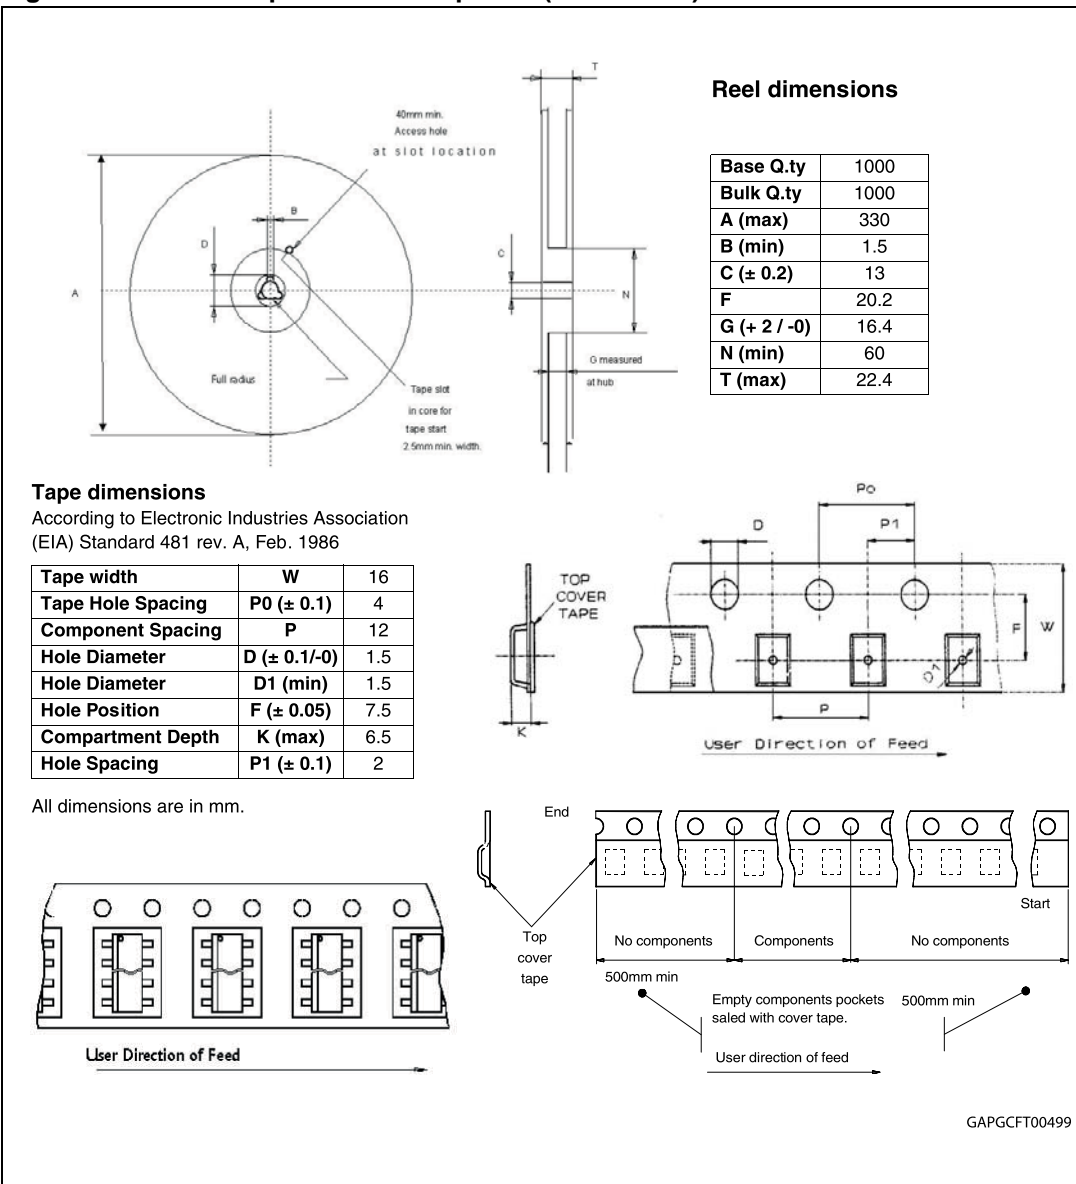 T
40mm min.
Access hole
at slot location
B
D
A
C
N
Full radius
Tape slot
in core for
tape start
2.5mm min. width.
G measured
at hub
Reel dimensions
Base Q.ty 1000
Bulk Q.ty 1000
A (max) 330
B (min) 1.5
C (± 0.2) 13
F 20.2
G (+ 2 / -0) 16.4
N (min) 60
T (max) 22.4
Tape dimensions
According to Electronic Industries Association
(EIA) Standard 481 rev. A, Feb. 1986
Tape width W 16
Tape Hole Spacing P0 (± 0.1) 4
Component Spacing P 12
Hole Diameter D (± 0.1/-0) 1.5
Hole Diameter D1 (min) 1.5
Hole Position F (± 0.05) 7.5
Compartment Depth K (max) 6.5
Hole Spacing P1 (± 0.1) 2
All dimensions are in mm.
Po
D
P1
TOP
COVER
TAPE
F
W
P
K
User Direction of Feed
End
Start
Top
cover
tape
No components
Components
No components
500mm min
Empty components pockets
saled with cover tape.
500mm min
User direction of feed
User Direction of Feed
GAPGCFT00499